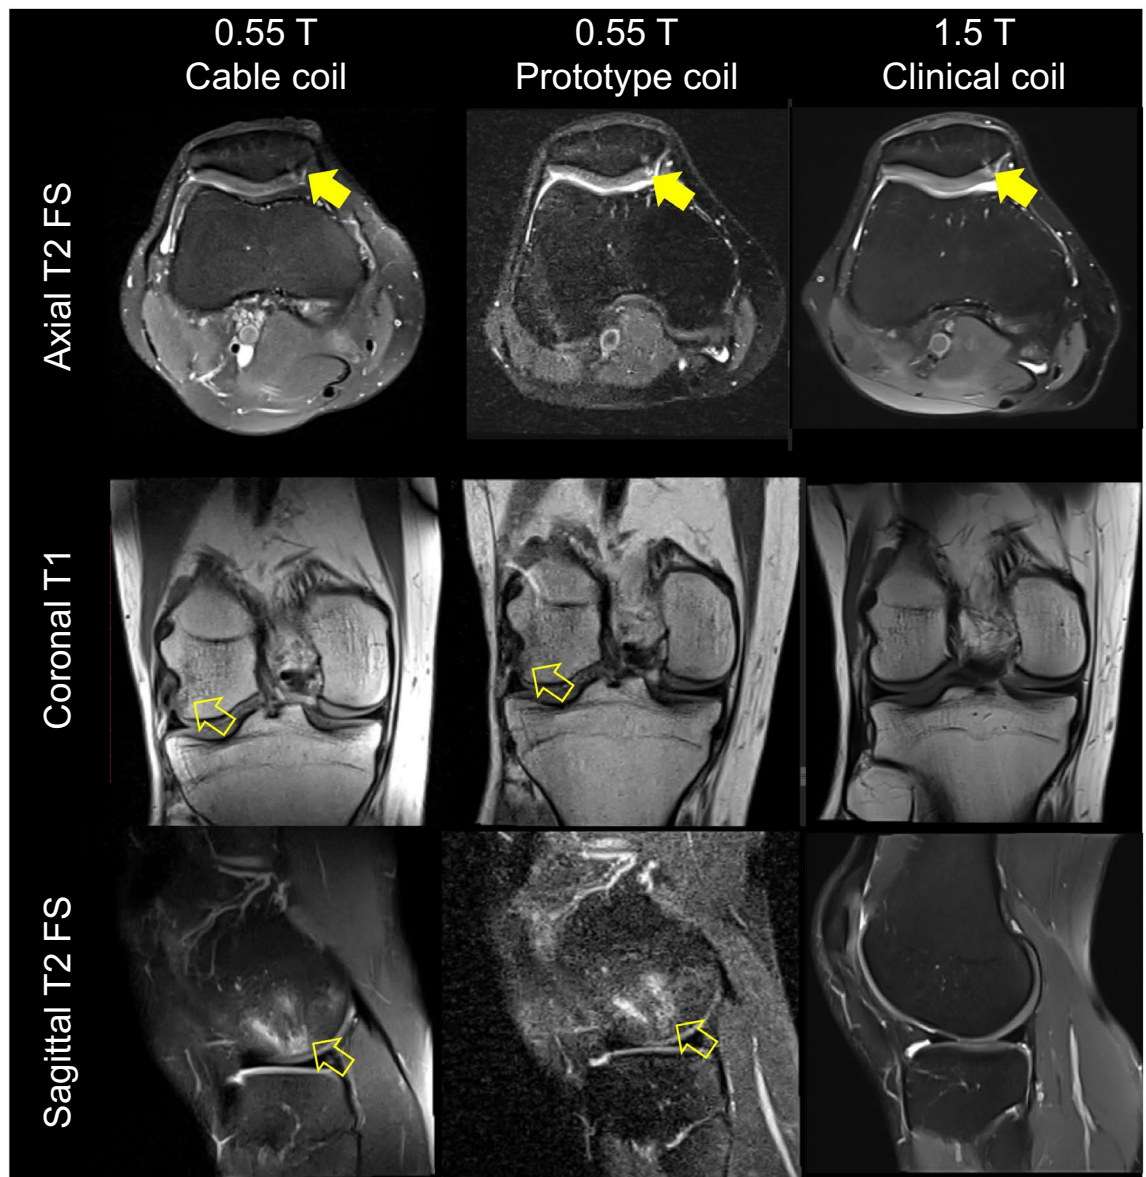 0.55 T
Cable coil
0.55 T
Prototype coil
1.5 T
Clinical coil
Axial T2 FS
Coronal T1
Sagittal T2 FS